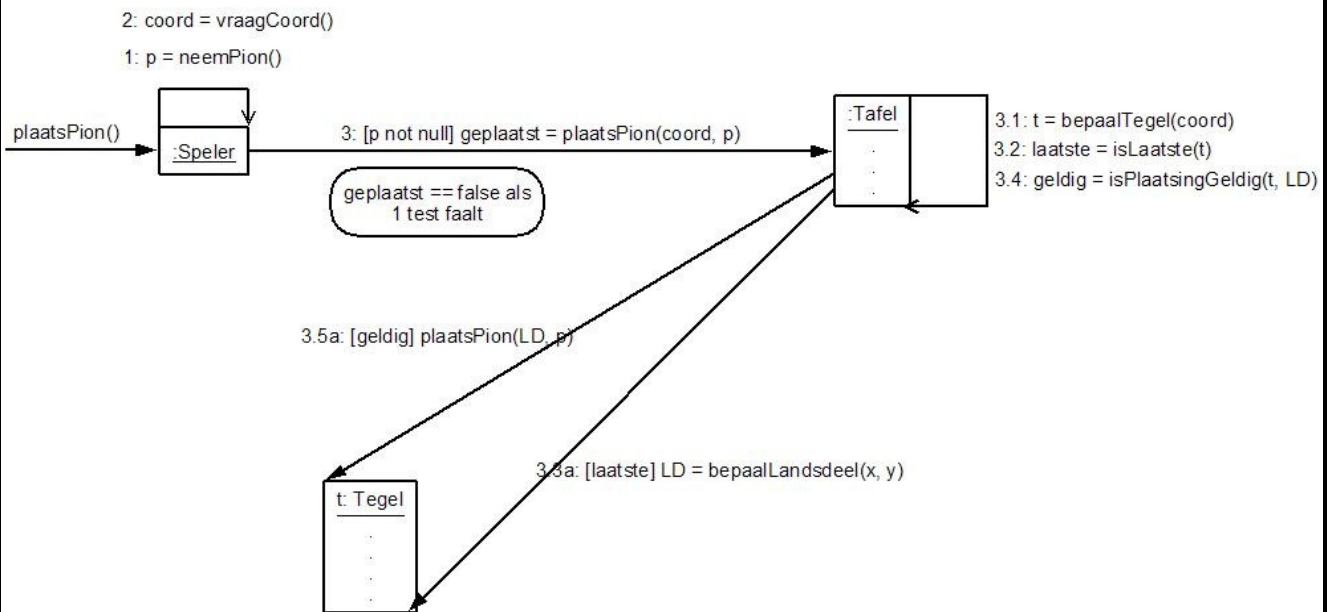 2: coord = vraagCoord()
1: p = neemPion()
plaatsPion()
:Speler
3: [p not null] geplaatst = plaatsPion(coord, p)
geplaatst == false als
1 test faalt
:Tafel
3.1: t = bepaalTegel(coord)
3.2: laatste = isLaatste(t)
3.4: geldig = isPlaatsingGeldig(t, LD)
3.5a: [geldig] plaatsPion(LD, p)
3.3a: [laatste] LD = bepaalLandsdeel(x, y)
t: Tegel